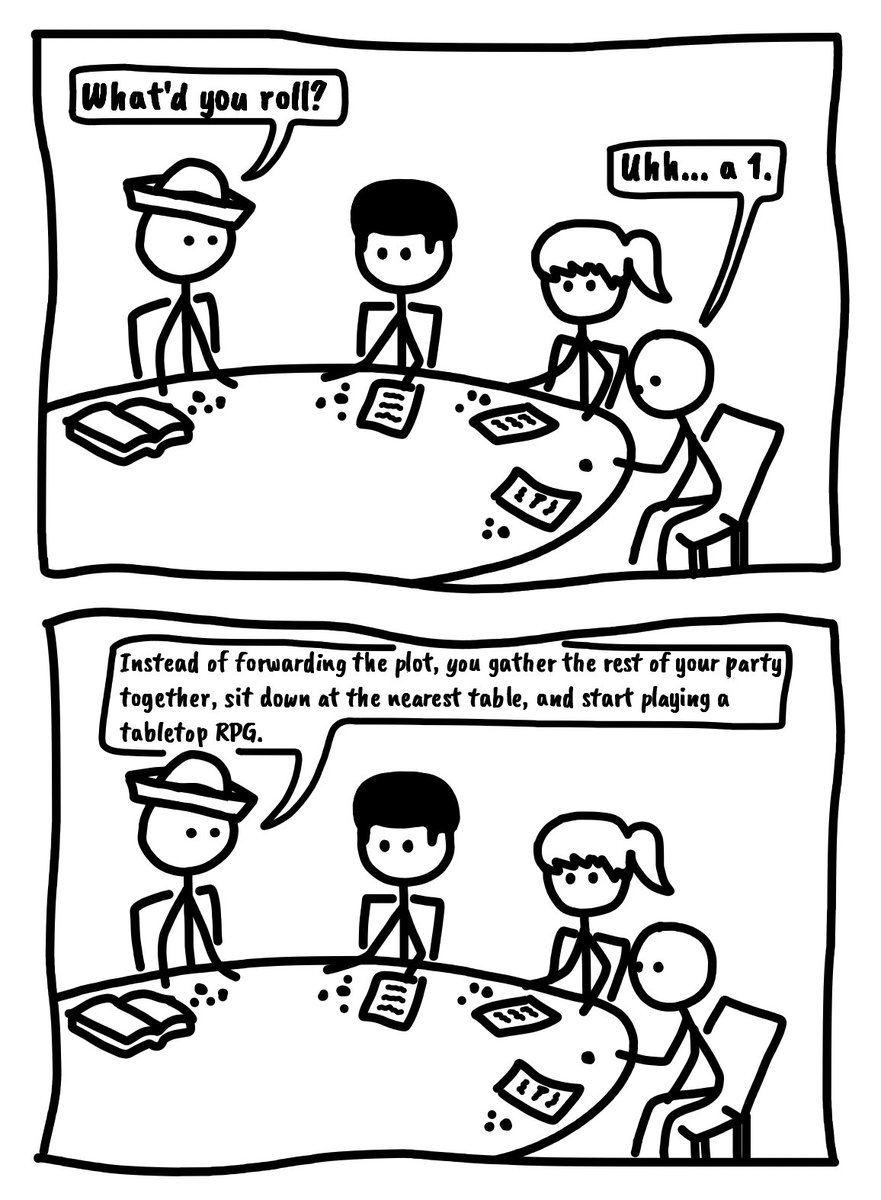 What'd you roll?
Uhh... a 1.
Instead of forwarding the plot, you gather the rest of your party
together, sit down at the nearest table, and start playing a
tabletop RPG.